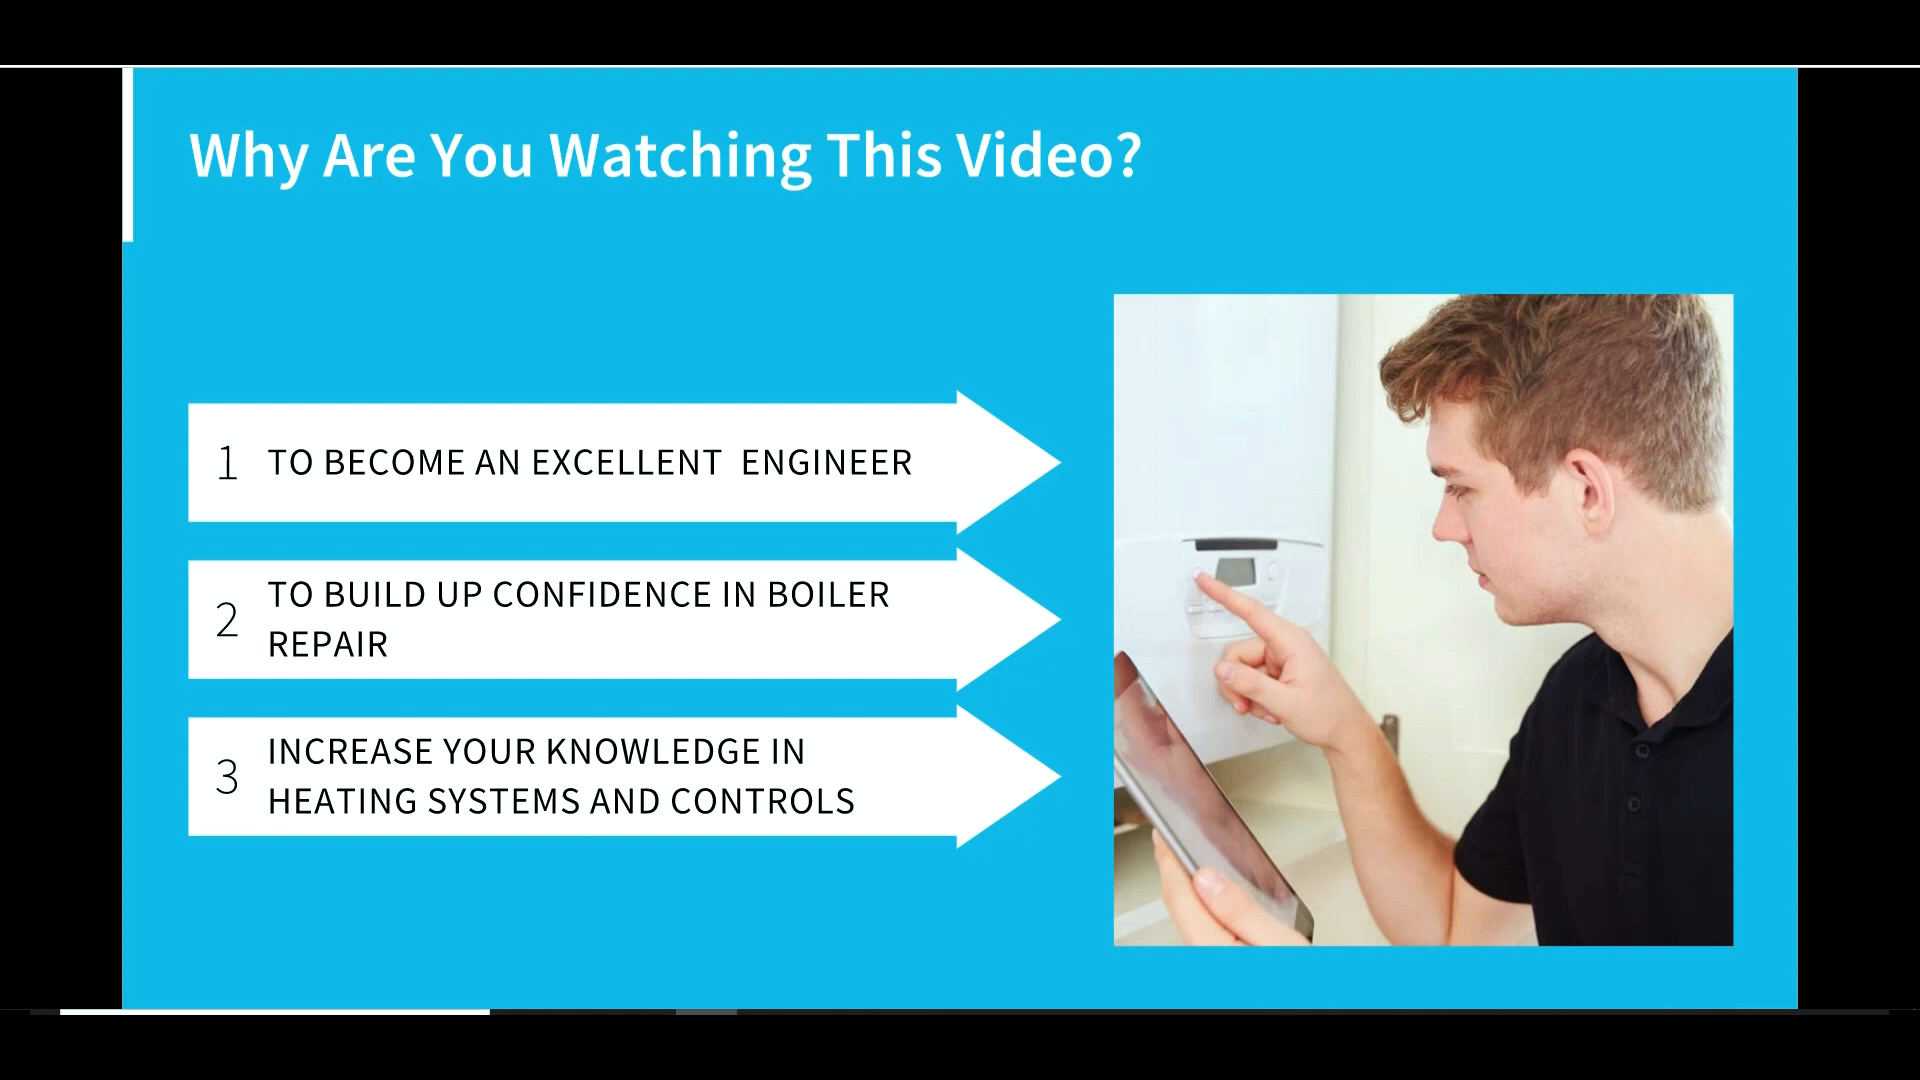 Why Are You Watching This Video?
1 TO BECOME AN EXCELLENT ENGINEER
2 TO BUILD UP CONFIDENCE IN BOILER
REPAIR
3 INCREASE YOUR KNOWLEDGE IN
HEATING SYSTEMS AND CONTROLS